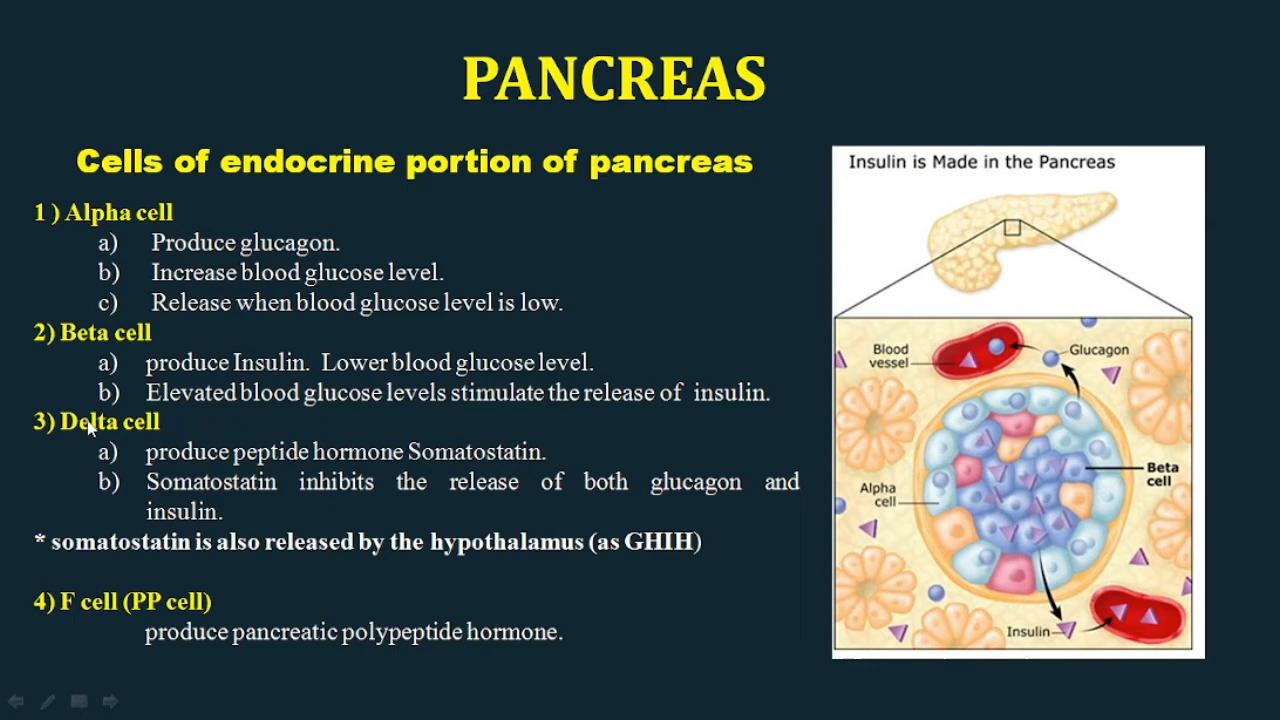 PANCREAS
Cells of endocrine portion of pancreas
1 ) Alpha cell
a) Produce glucagon.
b) Increase blood glucose level.
c) Release when blood glucose level is low.
2) Beta cell
a) produce Insulin. Lower blood glucose level.
b) Elevated blood glucose levels stimulate the release of insulin.
3) Delta cell
a) produce peptide hormone Somatostatin.
b) Somatostatin inhibits the release of both glucagon and
insulin.
* somatostatin is also released by the hypothalamus (as GHIH)
4) F cell (PP cell)
produce pancreatic polypeptide hormone.
Insulin is Made in the Pancreas
Blood
vessel
Glucagon
Beta
cell
Alpha
cell
Insulin